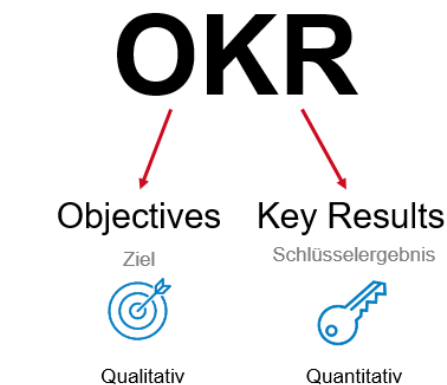 OKR
Objectives Key Results
Ziel Schlüsselergebnis
Qualitativ Quantitativ